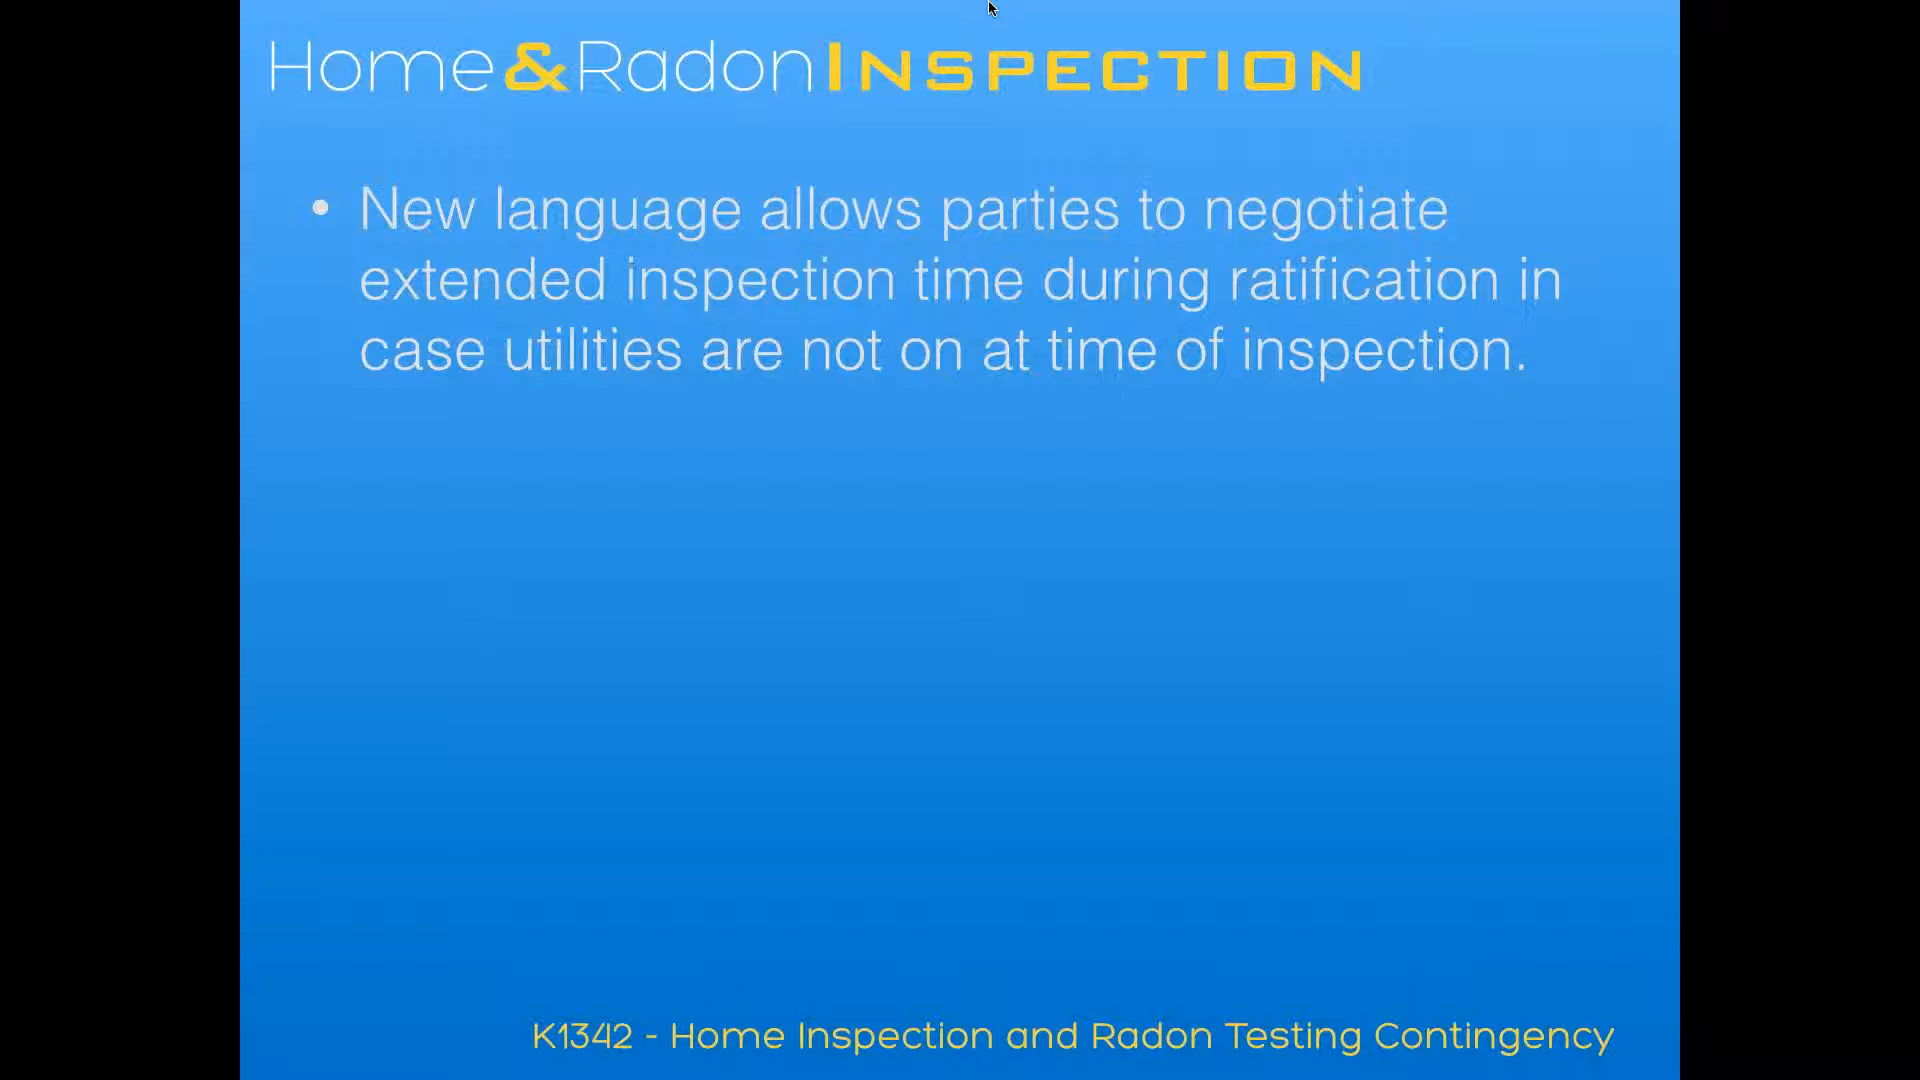 Home&RadonINSPECTION
• New language allows parties to negotiate
extended inspection time during ratification in
case utilities are not on at time of inspection.
K1342 - Home Inspection and Radon Testing Contingency